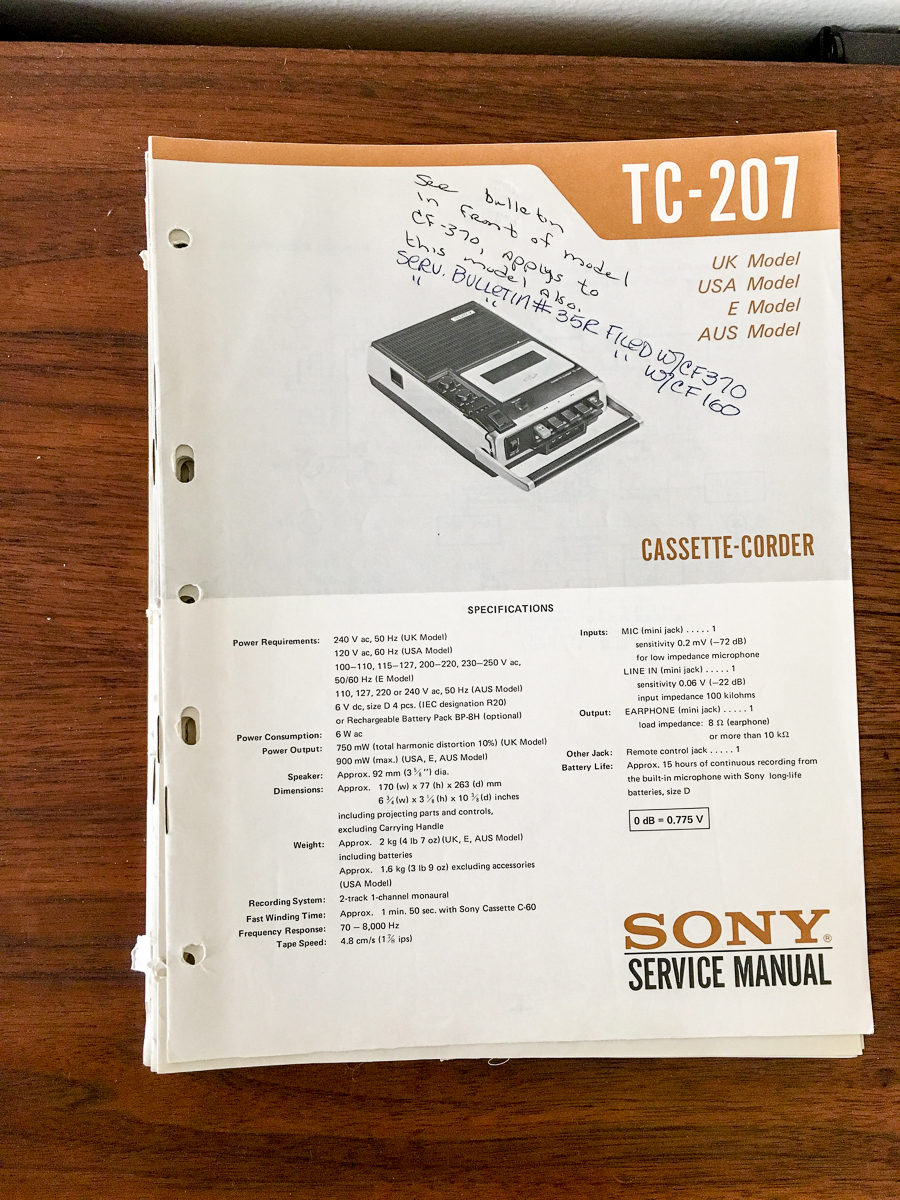 TC-207
UK Model
USA Model
E Model
AUS Model
See bulletin
in front of model
CF-370, applys to
this model also.
SERV. BULLETIN # 35R FILED W/CF370
" " " W/CF160
CASSETTE-CORDER
SPECIFICATIONS
Power Requirements: 240 V ac, 50 Hz (UK Model)
120 V ac, 60 Hz (USA Model)
100–110, 115–127, 200–220, 230–250 V ac,
50/60 Hz (E Model)
110, 127, 220 or 240 V ac, 50 Hz (AUS Model)
6 V dc, size D 4 pcs. (IEC designation R20)
or Rechargeable Battery Pack BP-8H (optional)
Power Consumption: 6 W ac
Power Output: 750 mW (total harmonic distortion 10%) (UK Model)
900 mW (max.) (USA, E, AUS Model)
Speaker: Approx. 92 mm (3 5/8") dia.
Dimensions: Approx. 170 (w) x 77 (h) x 263 (d) mm
6 3/4 (w) x 3 1/8 (h) x 10 3/8 (d) inches
including projecting parts and controls,
excluding Carrying Handle
Weight: Approx. 2 kg (4 lb 7 oz) (UK, E, AUS Model)
including batteries
Approx. 1.6 kg (3 lb 9 oz) excluding accessories
(USA Model)
Recording System: 2-track 1-channel monaural
Fast Winding Time: Approx. 1 min. 50 sec. with Sony Cassette C-60
Frequency Response: 70 – 8,000 Hz
Tape Speed: 4.8 cm/s (1 7/8 ips)
Inputs: MIC (mini jack) . . . . . 1
sensitivity 0.2 mV (–72 dB)
for low impedance microphone
LINE IN (mini jack) . . . . . 1
sensitivity 0.06 V (–22 dB)
input impedance 100 kilohms
Output: EARPHONE (mini jack) . . . . . 1
load impedance: 8 Ω (earphone)
or more than 10 kΩ
Other Jack: Remote control jack . . . . . 1
Battery Life: Approx. 15 hours of continuous recording from
the built-in microphone with Sony long-life
batteries, size D
0 dB = 0.775 V
SONY®
SERVICE MANUAL